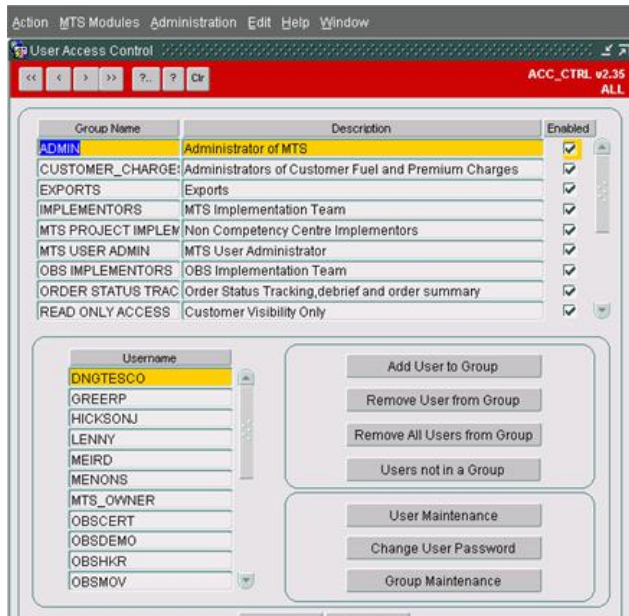 Action MTS Modules Administration Edit Help Window
User Access Control
<< < > >> ?.. ? Clr
ACC_CTRL v2.35
ALL
Group Name Description Enabled
ADMIN Administrator of MTS
CUSTOMER_CHARGE Administrators of Customer Fuel and Premium Charges
EXPORTS Exports
IMPLEMENTORS MTS Implementation Team
MTS PROJECT IMPLEM Non Competency Centre Implementors
MTS USER ADMIN MTS User Administrator
OBS IMPLEMENTORS OBS Implementation Team
ORDER STATUS TRAC Order Status Tracking,debrief and order summary
READ ONLY ACCESS Customer Visibility Only
Username
DNGTESCO
GREERP
HICKSONJ
LENNY
MEIRD
MENONS
MTS_OWNER
OBSCERT
OBSDEMO
OBSHKR
OBSMOV
Add User to Group
Remove User from Group
Remove All Users from Group
Users not in a Group
User Maintenance
Change User Password
Group Maintenance